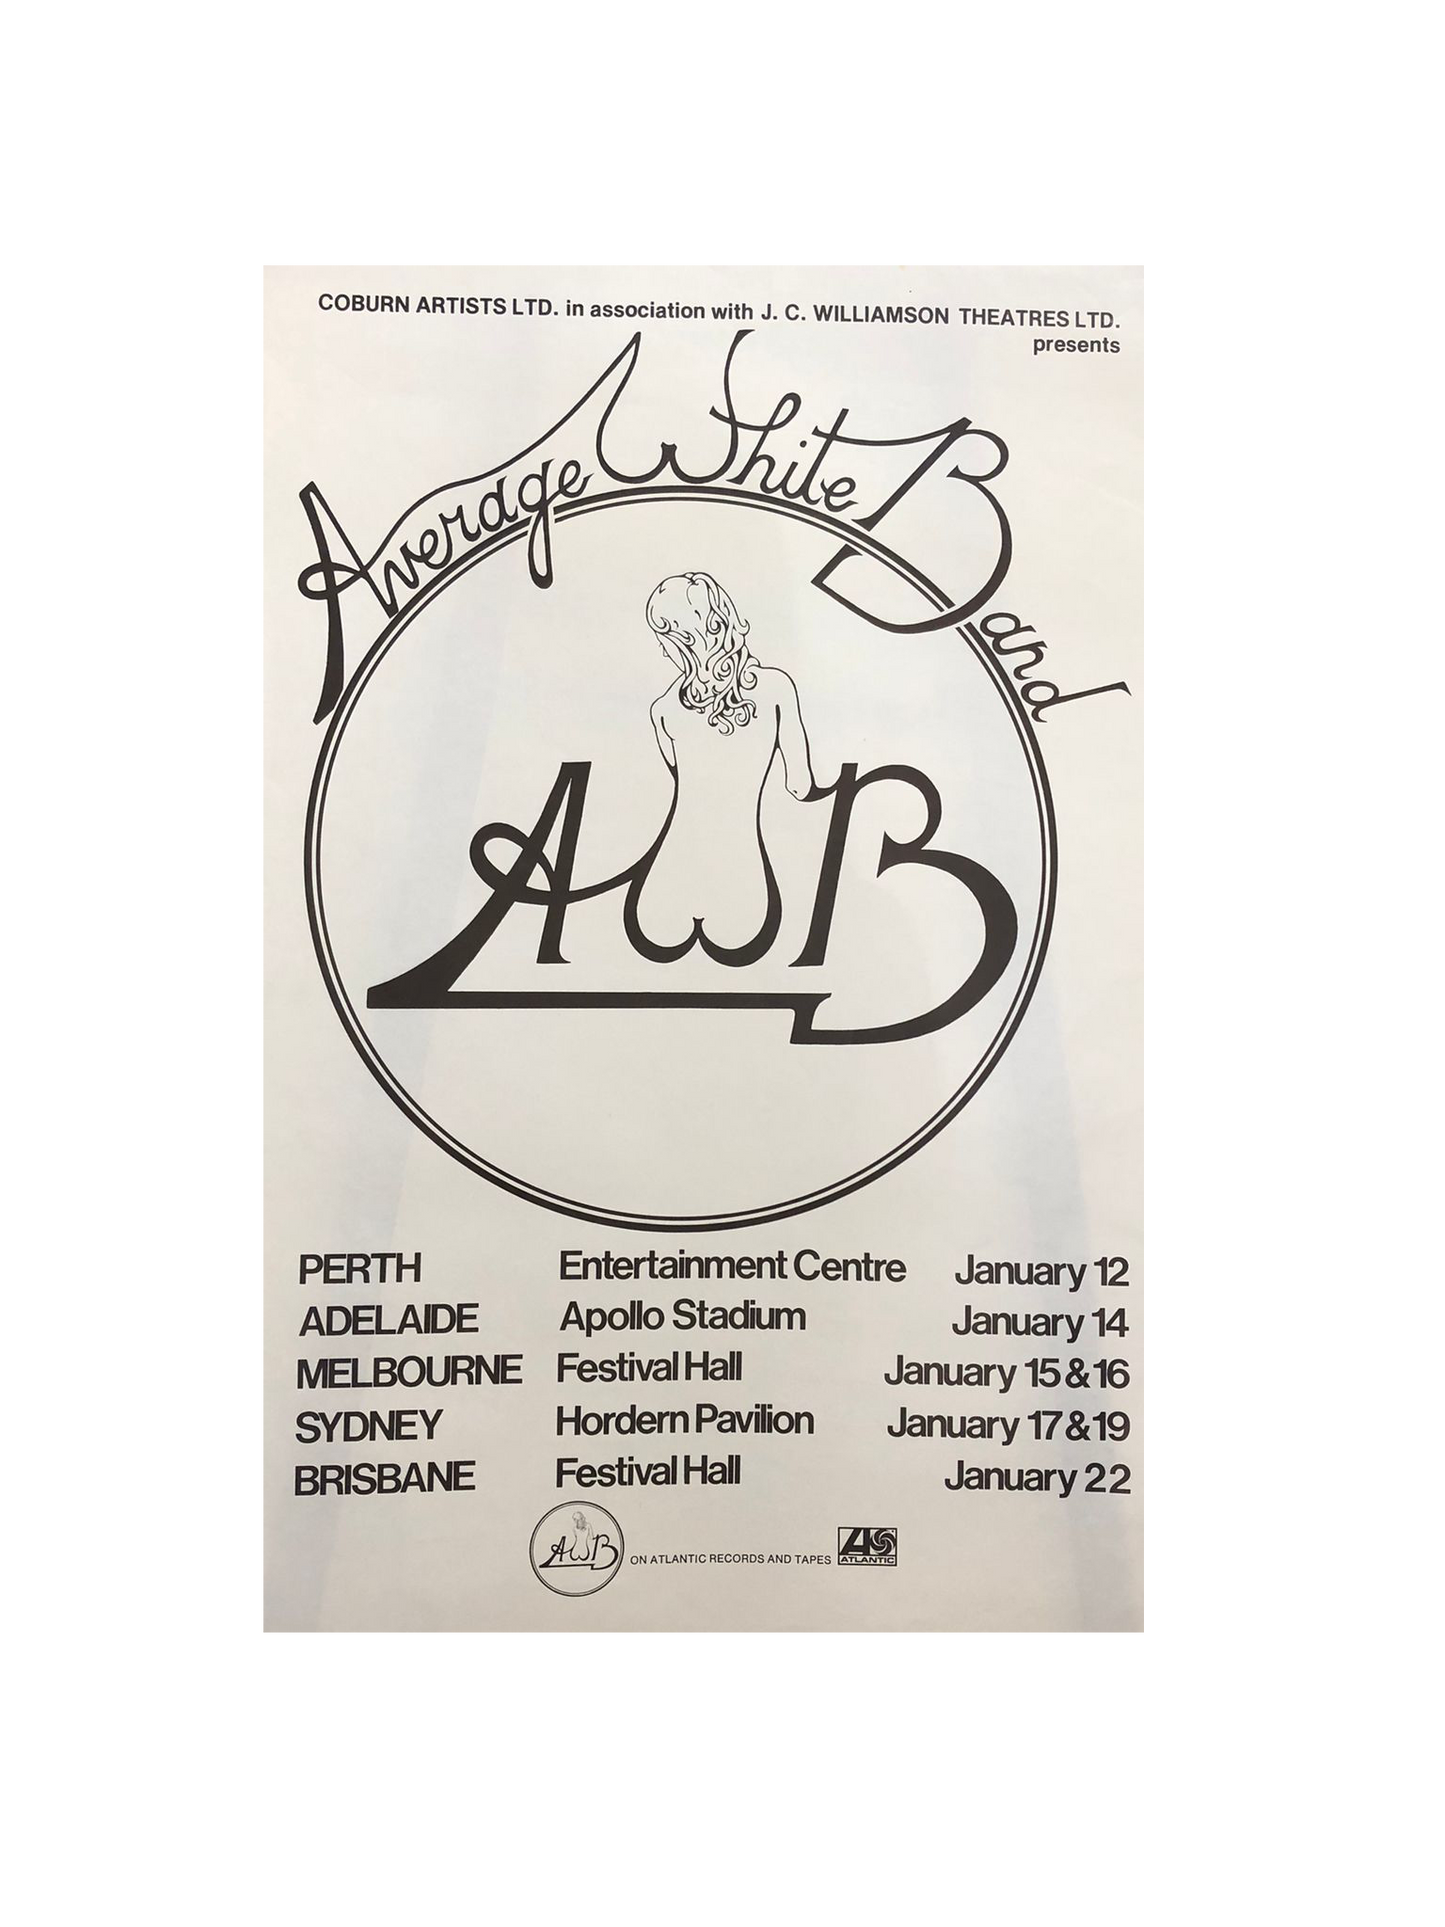 COBURN ARTISTS LTD. in association with J. C. WILLIAMSON THEATRES LTD.
presents
Average White Band
AWB
PERTH Entertainment Centre January 12
ADELAIDE Apollo Stadium January 14
MELBOURNE Festival Hall January 15 & 16
SYDNEY Hordern Pavilion January 17 & 19
BRISBANE Festival Hall January 22
AWB ON ATLANTIC RECORDS AND TAPES ATLANTIC